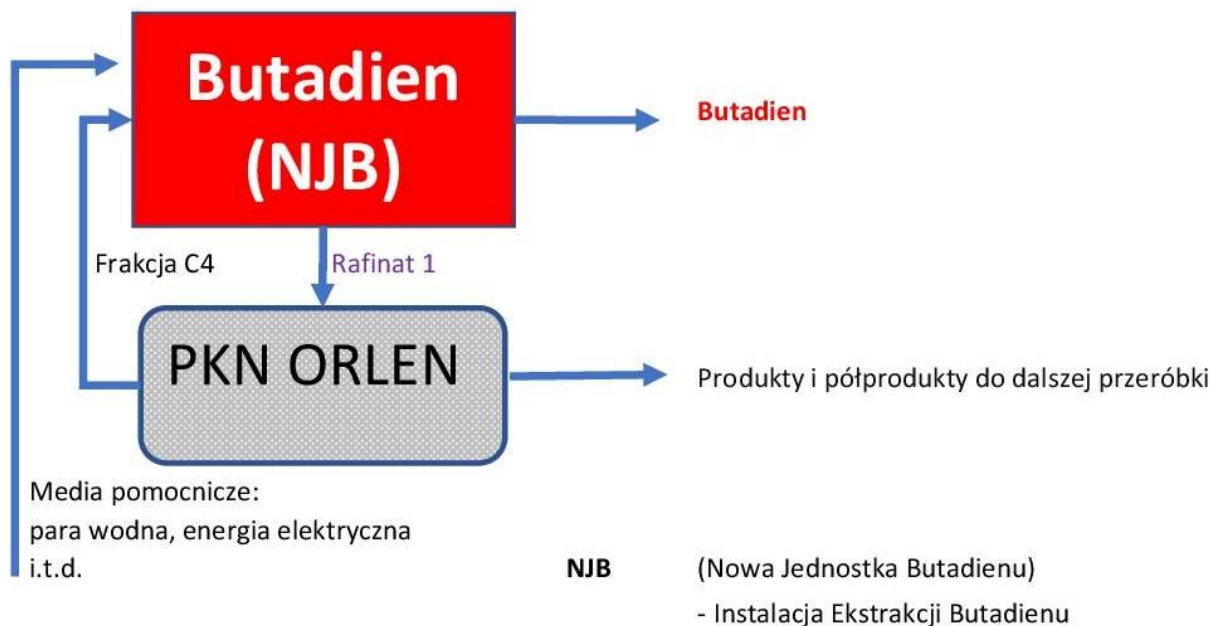 Butadien
(NJB)
Butadien
Frakcja C4
Rafinat 1
PKN ORLEN
Produkty i półprodukty do dalszej przeróbki
Media pomocnicze:
para wodna, energia elektryczna
i.t.d.
NJB (Nowa Jednostka Butadienu)
- Instalacja Ekstrakcji Butadienu